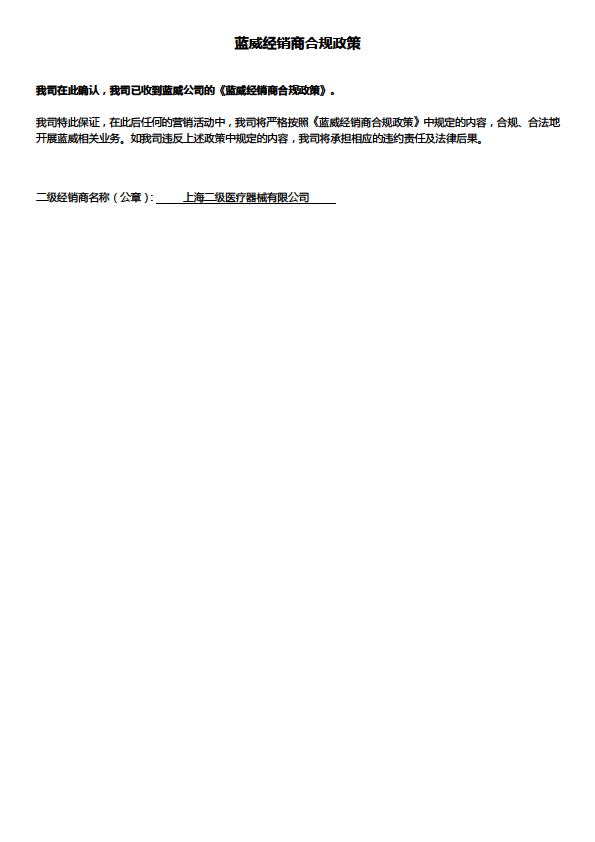 蓝威经销商合规政策
我司在此确认，我司已收到蓝威公司的《蓝威经销商合规政策》。
我司特此保证，在此后任何的营销活动中，我司将严格按照《蓝威经销商合规政策》中规定的内容，合规、合法地
开展蓝威相关业务。如我司违反上述政策中规定的内容，我司将承担相应的违约责任及法律后果。
二级经销商名称（公章）： 上海二级医疗器械有限公司